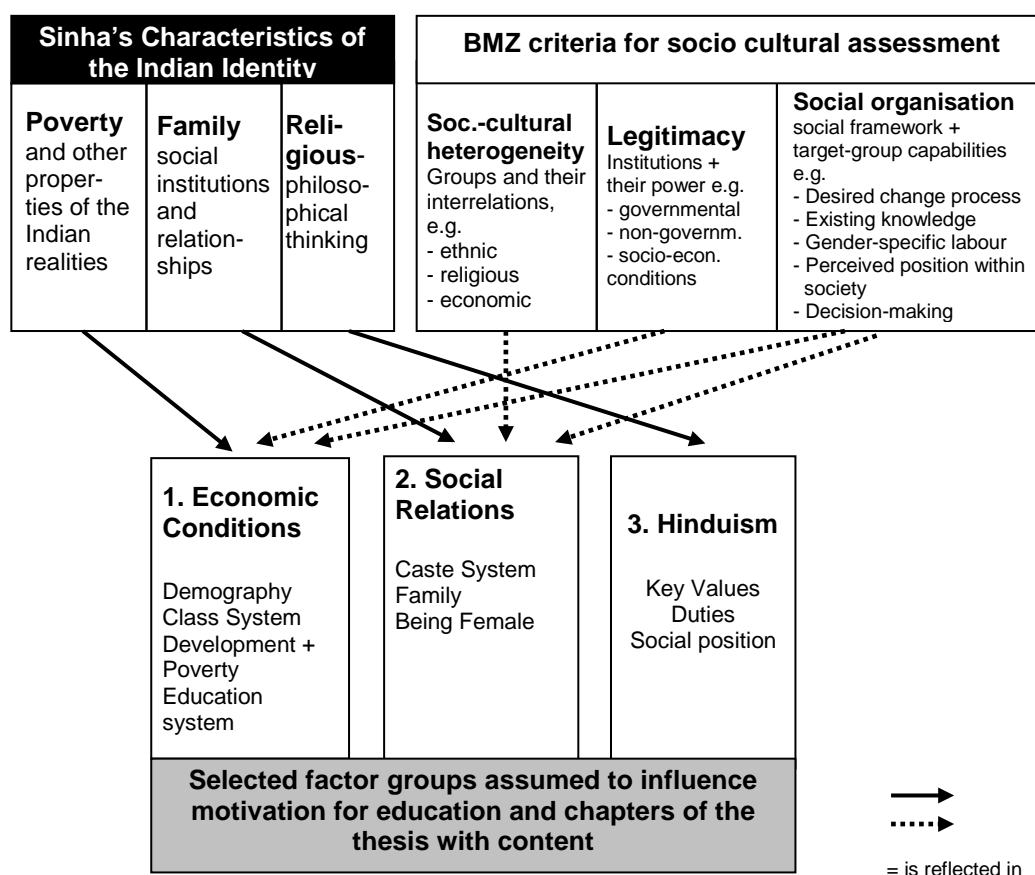 Sinha's Characteristics of
the Indian Identity
Poverty
and other
proper-
ties of the
Indian
realities
Family
social
institutions
and
relation-
ships
Reli-
gious-
philoso-
phical
thinking
BMZ criteria for socio cultural assessment
Soc.-cultural
heterogeneity
Groups and their
interrelations,
e.g.
- ethnic
- religious
- economic
Legitimacy
Institutions +
their power e.g.
- governmental
- non-governm.
- socio-econ.
conditions
Social organisation
social framework +
target-group capabilities
e.g.
- Desired change process
- Existing knowledge
- Gender-specific labour
- Perceived position within
society
- Decision-making
1. Economic
Conditions
Demography
Class System
Development +
Poverty
Education
system
2. Social
Relations
Caste System
Family
Being Female
3. Hinduism
Key Values
Duties
Social position
Selected factor groups assumed to influence
motivation for education and chapters of the
thesis with content
= is reflected in